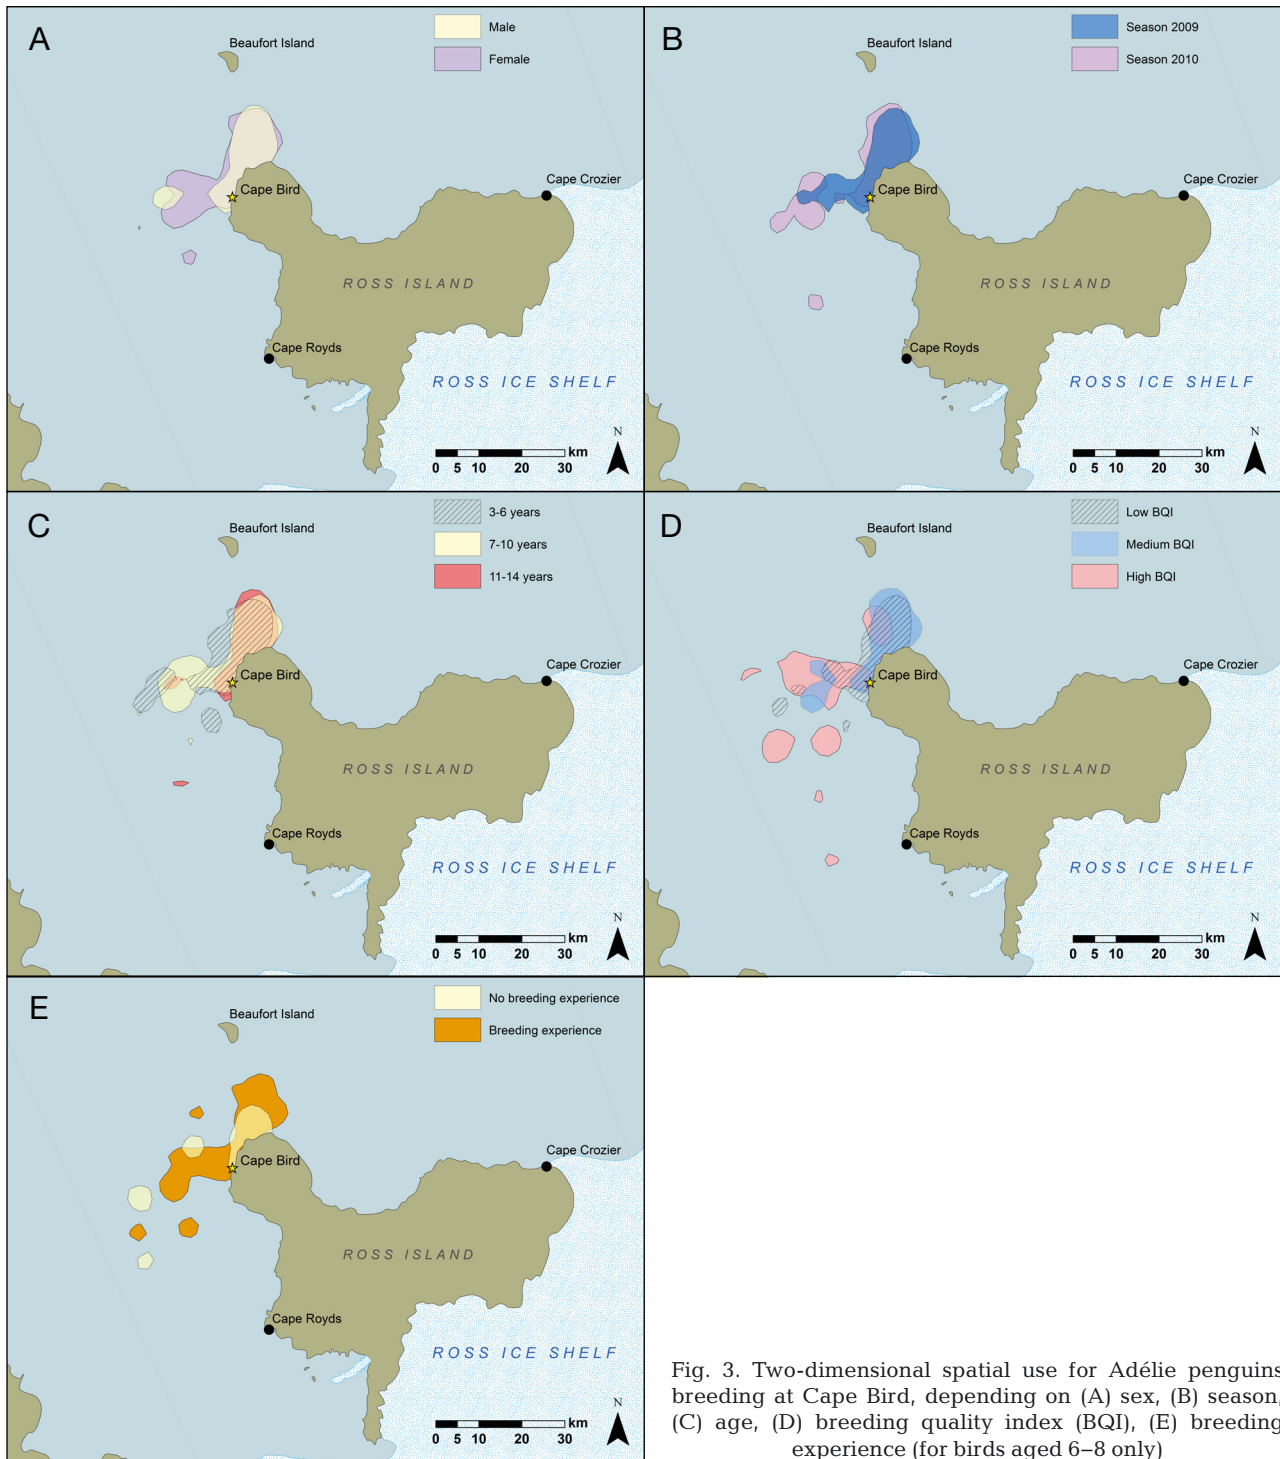 A
Male
Female
Beaufort Island
Cape Bird
Cape Crozier
ROSS ISLAND
Cape Royds
ROSS ICE SHELF
km
0 5 10 20 30
N
B
Season 2009
Season 2010
Beaufort Island
Cape Bird
Cape Crozier
ROSS ISLAND
Cape Royds
ROSS ICE SHELF
km
0 5 10 20 30
N
C
3-6 years
7-10 years
11-14 years
Beaufort Island
Cape Bird
Cape Crozier
ROSS ISLAND
Cape Royds
ROSS ICE SHELF
km
0 5 10 20 30
N
D
Low BQI
Medium BQI
High BQI
Beaufort Island
Cape Bird
Cape Crozier
ROSS ISLAND
Cape Royds
ROSS ICE SHELF
km
0 5 10 20 30
N
E
No breeding experience
Breeding experience
Beaufort Island
Cape Bird
Cape Crozier
ROSS ISLAND
Cape Royds
ROSS ICE SHELF
km
0 5 10 20 30
N
Fig. 3. Two-dimensional spatial use for Adélie penguins
breeding at Cape Bird, depending on (A) sex, (B) season,
(C) age, (D) breeding quality index (BQI), (E) breeding
experience (for birds aged 6–8 only)